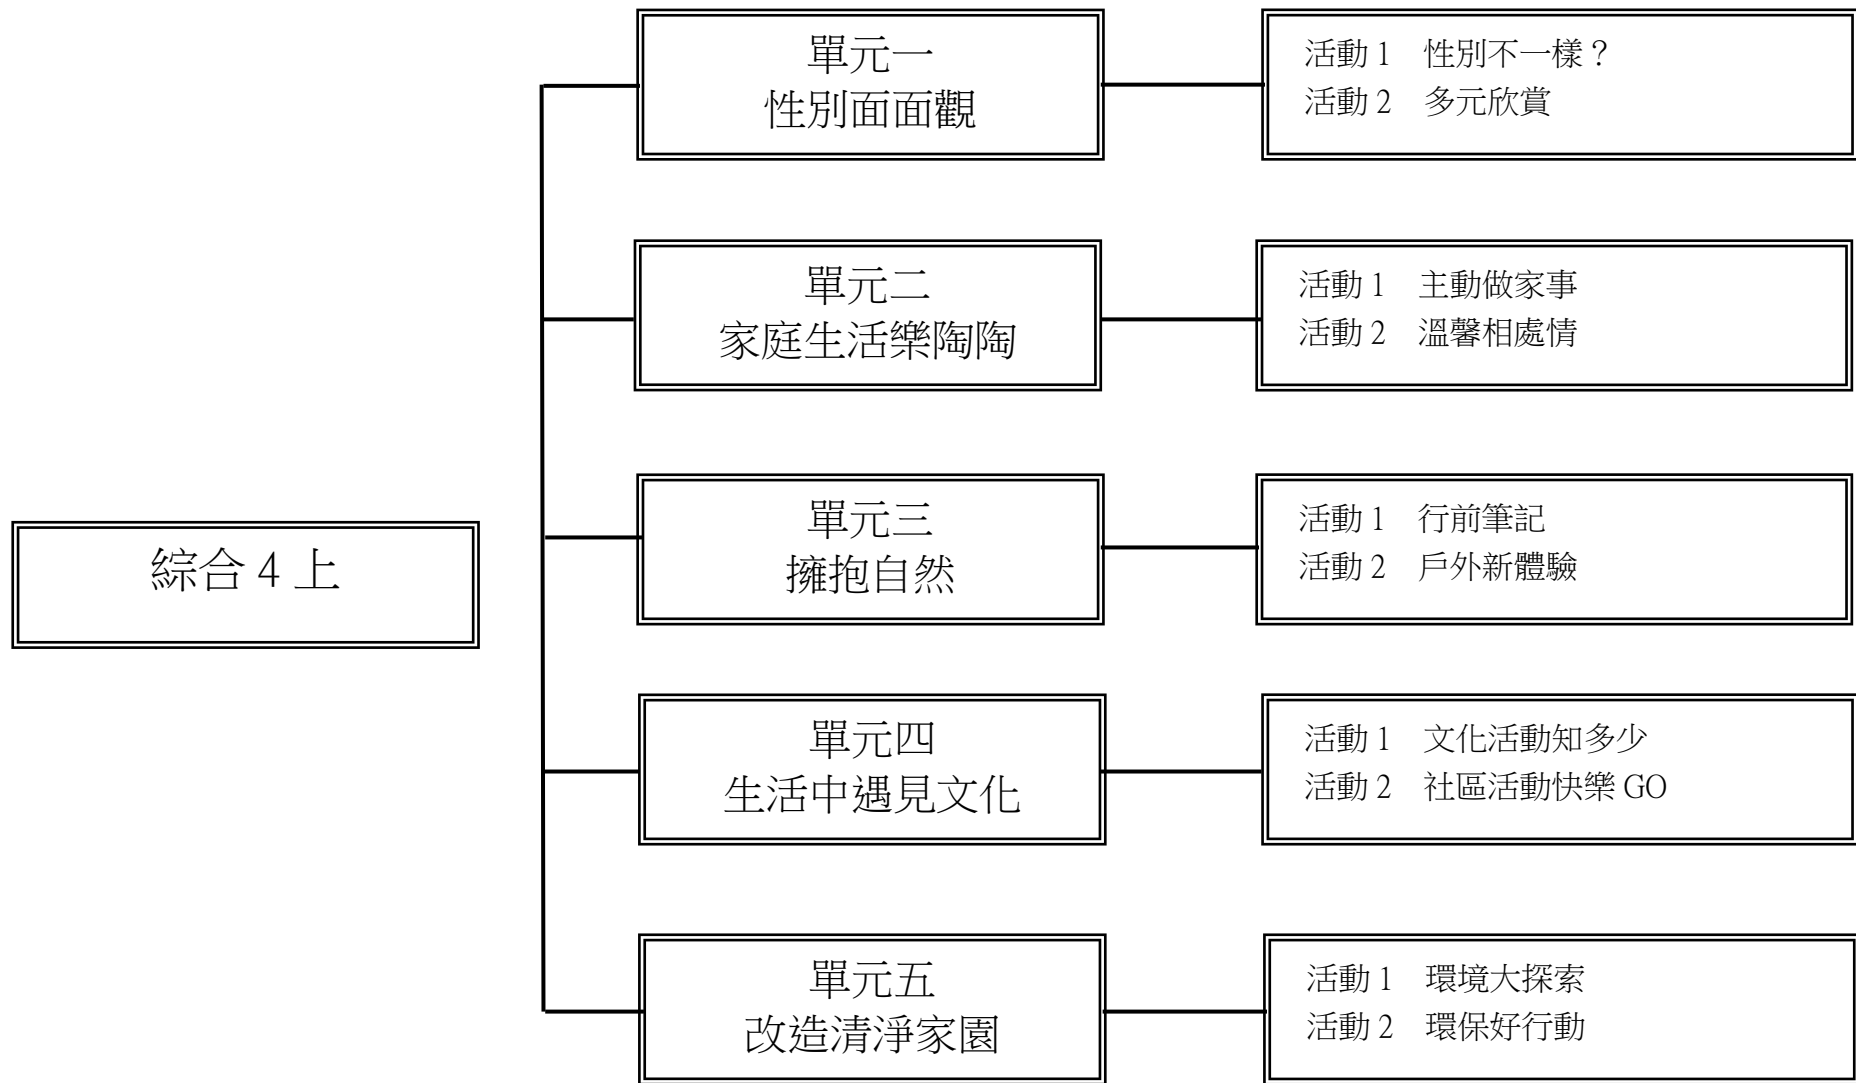 綜合 4 上
單元一
性別面面觀
活動 1　性別不一樣？
活動 2　多元欣賞
單元二
家庭生活樂陶陶
活動 1　主動做家事
活動 2　溫馨相處情
單元三
擁抱自然
活動 1　行前筆記
活動 2　戶外新體驗
單元四
生活中遇見文化
活動 1　文化活動知多少
活動 2　社區活動快樂 GO
單元五
改造清淨家園
活動 1　環境大探索
活動 2　環保好行動